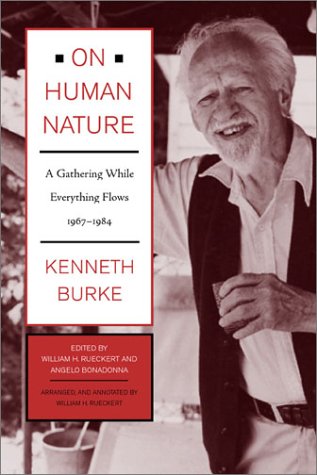 ON
HUMAN
NATURE
A Gathering While
Everything Flows
1967–1984
KENNETH
BURKE
EDITED BY
WILLIAM H. RUECKERT AND
ANGELO BONADONNA
ARRANGED, AND ANNOTATED BY
WILLIAM H. RUECKERT